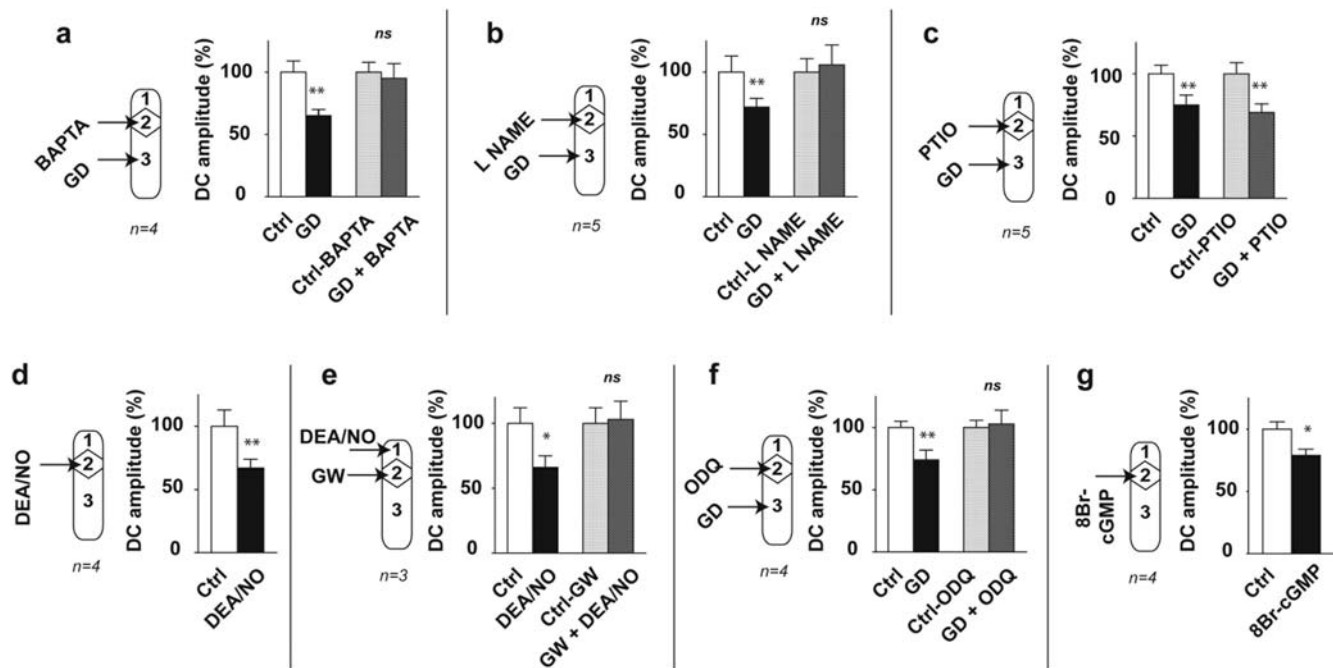 a
DC amplitude (%)
100
50
0
ns
**
BAPTA
GD
1
2
3
n=4
Ctrl
GD
Ctrl-BAPTA
GD + BAPTA
b
DC amplitude (%)
100
50
0
ns
**
L NAME
GD
1
2
3
n=5
Ctrl
GD
Ctrl-L NAME
GD + L NAME
c
DC amplitude (%)
100
50
0
**
**
PTIO
GD
1
2
3
n=5
Ctrl
GD
Ctrl-PTIO
GD + PTIO
d
DC amplitude (%)
100
50
0
**
DEA/NO
1
2
3
n=4
Ctrl
DEA/NO
e
DC amplitude (%)
100
50
0
ns
*
DEA/NO
GW
1
2
3
n=3
Ctrl
DEA/NO
Ctrl-GW
GW + DEA/NO
f
DC amplitude (%)
100
50
0
ns
**
ODQ
GD
1
2
3
n=4
Ctrl
GD
Ctrl-ODQ
GD + ODQ
g
DC amplitude (%)
100
50
0
*
8Br-
cGMP
1
2
3
n=4
Ctrl
8Br-cGMP